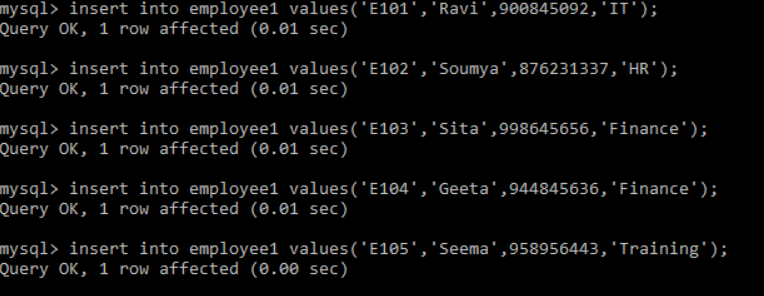 mysql> insert into employee1 values('E101','Ravi',900845092,'IT');
Query OK, 1 row affected (0.01 sec)
mysql> insert into employee1 values('E102','Soumya',876231337,'HR');
Query OK, 1 row affected (0.01 sec)
mysql> insert into employee1 values('E103','Sita',998645656,'Finance');
Query OK, 1 row affected (0.01 sec)
mysql> insert into employee1 values('E104','Geeta',944845636,'Finance');
Query OK, 1 row affected (0.01 sec)
mysql> insert into employee1 values('E105','Seema',958956443,'Training');
Query OK, 1 row affected (0.00 sec)